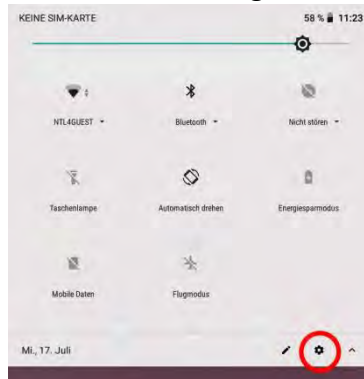 KEINE SIM-KARTE 58 % 11:23
NTL4GUEST Bluetooth Nicht stören
Taschenlampe Automatisch drehen Energiesparmodus
Mobile Daten Flugmodus
Mi., 17. Juli